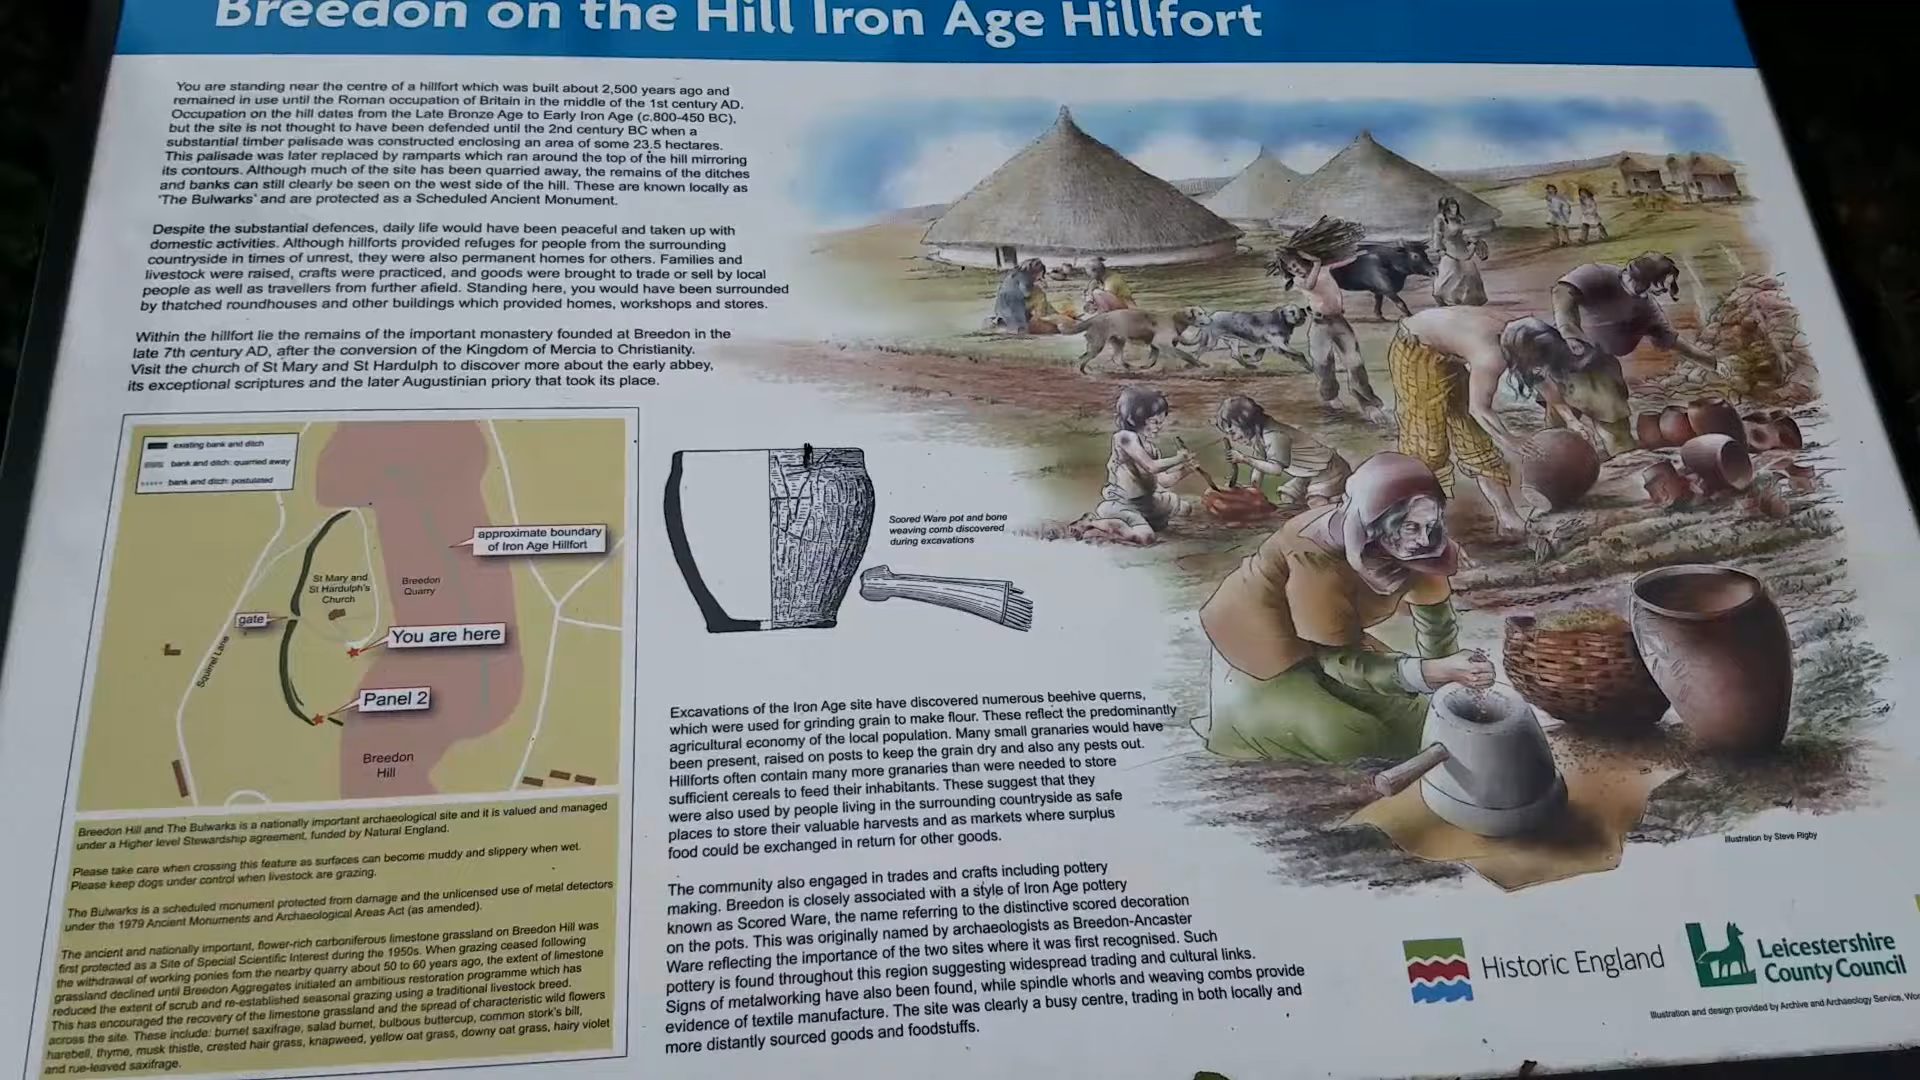 Breedon on the Hill Iron Age Hillfort
You are standing near the centre of a hillfort which was built about 2,500 years ago and
remained in use until the Roman occupation of Britain in the middle of the 1st century AD.
Occupation on the hill dates from the Late Bronze Age to Early Iron Age (c.800-450 BC),
but the site is not thought to have been defended until the 2nd century BC when a
substantial timber palisade was constructed enclosing an area of some 23.5 hectares.
This palisade was later replaced by ramparts which ran around the top of the hill mirroring
its contours. Although much of the site has been quarried away, the remains of the ditches
and banks can still clearly be seen on the west side of the hill. These are known locally as
'The Bulwarks' and are protected as a Scheduled Ancient Monument.
Despite the substantial defences, daily life would have been peaceful and taken up with
domestic activities. Although hillforts provided refuges for people from the surrounding
countryside in times of unrest, they were also permanent homes for others. Families and
livestock were raised, crafts were practiced, and goods were brought to trade or sell by local
people as well as travellers from further afield. Standing here, you would have been surrounded
by thatched roundhouses and other buildings which provided homes, workshops and stores.
Within the hillfort lie the remains of the important monastery founded at Breedon in the
late 7th century AD, after the conversion of the Kingdom of Mercia to Christianity.
Visit the church of St Mary and St Hardulph to discover more about the early abbey,
its exceptional scriptures and the later Augustinian priory that took its place.
existing bank and ditch
bank and ditch: quarried away
bank and ditch: postulated
approximate boundary
of Iron Age Hillfort
St Mary and
St Hardulph's
Church
Breedon
Quarry
gate
You are here
Squirrel Lane
Panel 2
Breedon
Hill
Breedon Hill and The Bulwarks is a nationally important archaeological site and it is valued and managed
under a Higher level Stewardship agreement, funded by Natural England.
Please take care when crossing this feature as surfaces can become muddy and slippery when wet.
Please keep dogs under control when livestock are grazing.
The Bulwarks is a scheduled monument protected from damage and the unlicensed use of metal detectors
under the 1979 Ancient Monuments and Archaeological Areas Act (as amended).
The ancient and nationally important, flower-rich carboniferous limestone grassland on Breedon Hill was
first protected as a Site of Special Scientific Interest during the 1950s. When grazing ceased following
the withdrawal of working ponies fom the nearby quarry about 50 to 60 years ago, the extent of limestone
grassland declined until Breedon Aggregates initiated an ambitious restoration programme which has
reduced the extent of scrub and re-established seasonal grazing using a traditional livestock breed.
This has encouraged the recovery of the limestone grassland and the spread of characteristic wild flowers
across the site. These include: burnet saxifrage, salad burnet, bulbous buttercup, common stork's bill,
harebell, thyme, musk thistle, crested hair grass, knapweed, yellow oat grass, downy oat grass, hairy violet
and rue-leaved saxifrage.
Scored Ware pot and bone
weaving comb discovered
during excavations
Excavations of the Iron Age site have discovered numerous beehive querns,
which were used for grinding grain to make flour. These reflect the predominantly
agricultural economy of the local population. Many small granaries would have
been present, raised on posts to keep the grain dry and also any pests out.
Hillforts often contain many more granaries than were needed to store
sufficient cereals to feed their inhabitants. These suggest that they
were also used by people living in the surrounding countryside as safe
places to store their valuable harvests and as markets where surplus
food could be exchanged in return for other goods.
The community also engaged in trades and crafts including pottery
making. Breedon is closely associated with a style of Iron Age pottery
known as Scored Ware, the name referring to the distinctive scored decoration
on the pots. This was originally named by archaeologists as Breedon-Ancaster
Ware reflecting the importance of the two sites where it was first recognised. Such
pottery is found throughout this region suggesting widespread trading and cultural links.
Signs of metalworking have also been found, while spindle whorls and weaving combs provide
evidence of textile manufacture. The site was clearly a busy centre, trading in both locally and
more distantly sourced goods and foodstuffs.
Illustration by Steve Rigby
Historic England
Leicestershire
County Council
Illustration and design provided by Archive and Archaeology Service,